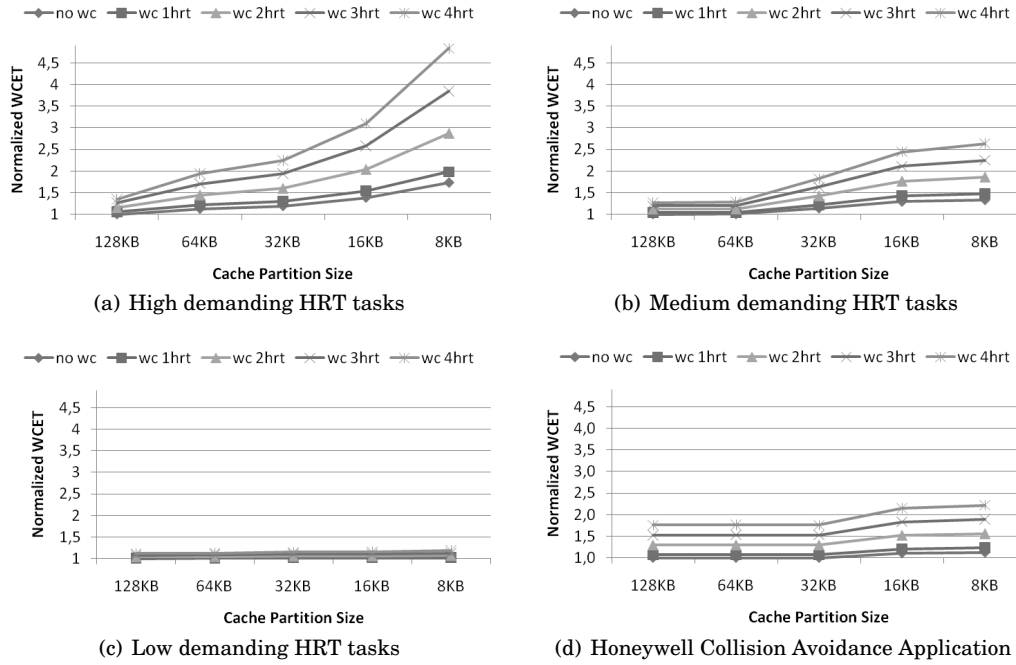 no wc wc 1hrt wc 2hrt wc 3hrt wc 4hrt
Normalized WCET
4,5
4
3,5
3
2,5
2
1,5
1
128KB 64KB 32KB 16KB 8KB
Cache Partition Size
(a) High demanding HRT tasks
no wc wc 1hrt wc 2hrt wc 3hrt wc 4hrt
Normalized WCET
4,5
4
3,5
3
2,5
2
1,5
1
128KB 64KB 32KB 16KB 8KB
Cache Partition Size
(b) Medium demanding HRT tasks
no wc wc 1hrt wc 2hrt wc 3hrt wc 4hrt
Normalized WCET
4,5
4
3,5
3
2,5
2
1,5
1
128KB 64KB 32KB 16KB 8KB
Cache Partition Size
(c) Low demanding HRT tasks
no wc wc 1hrt wc 2hrt wc 3hrt wc 4hrt
Normalized WCET
4,5
4,0
3,5
3,0
2,5
2,0
1,5
1,0
128KB 64KB 32KB 16KB 8KB
Cache Partition Size
(d) Honeywell Collision Avoidance Application